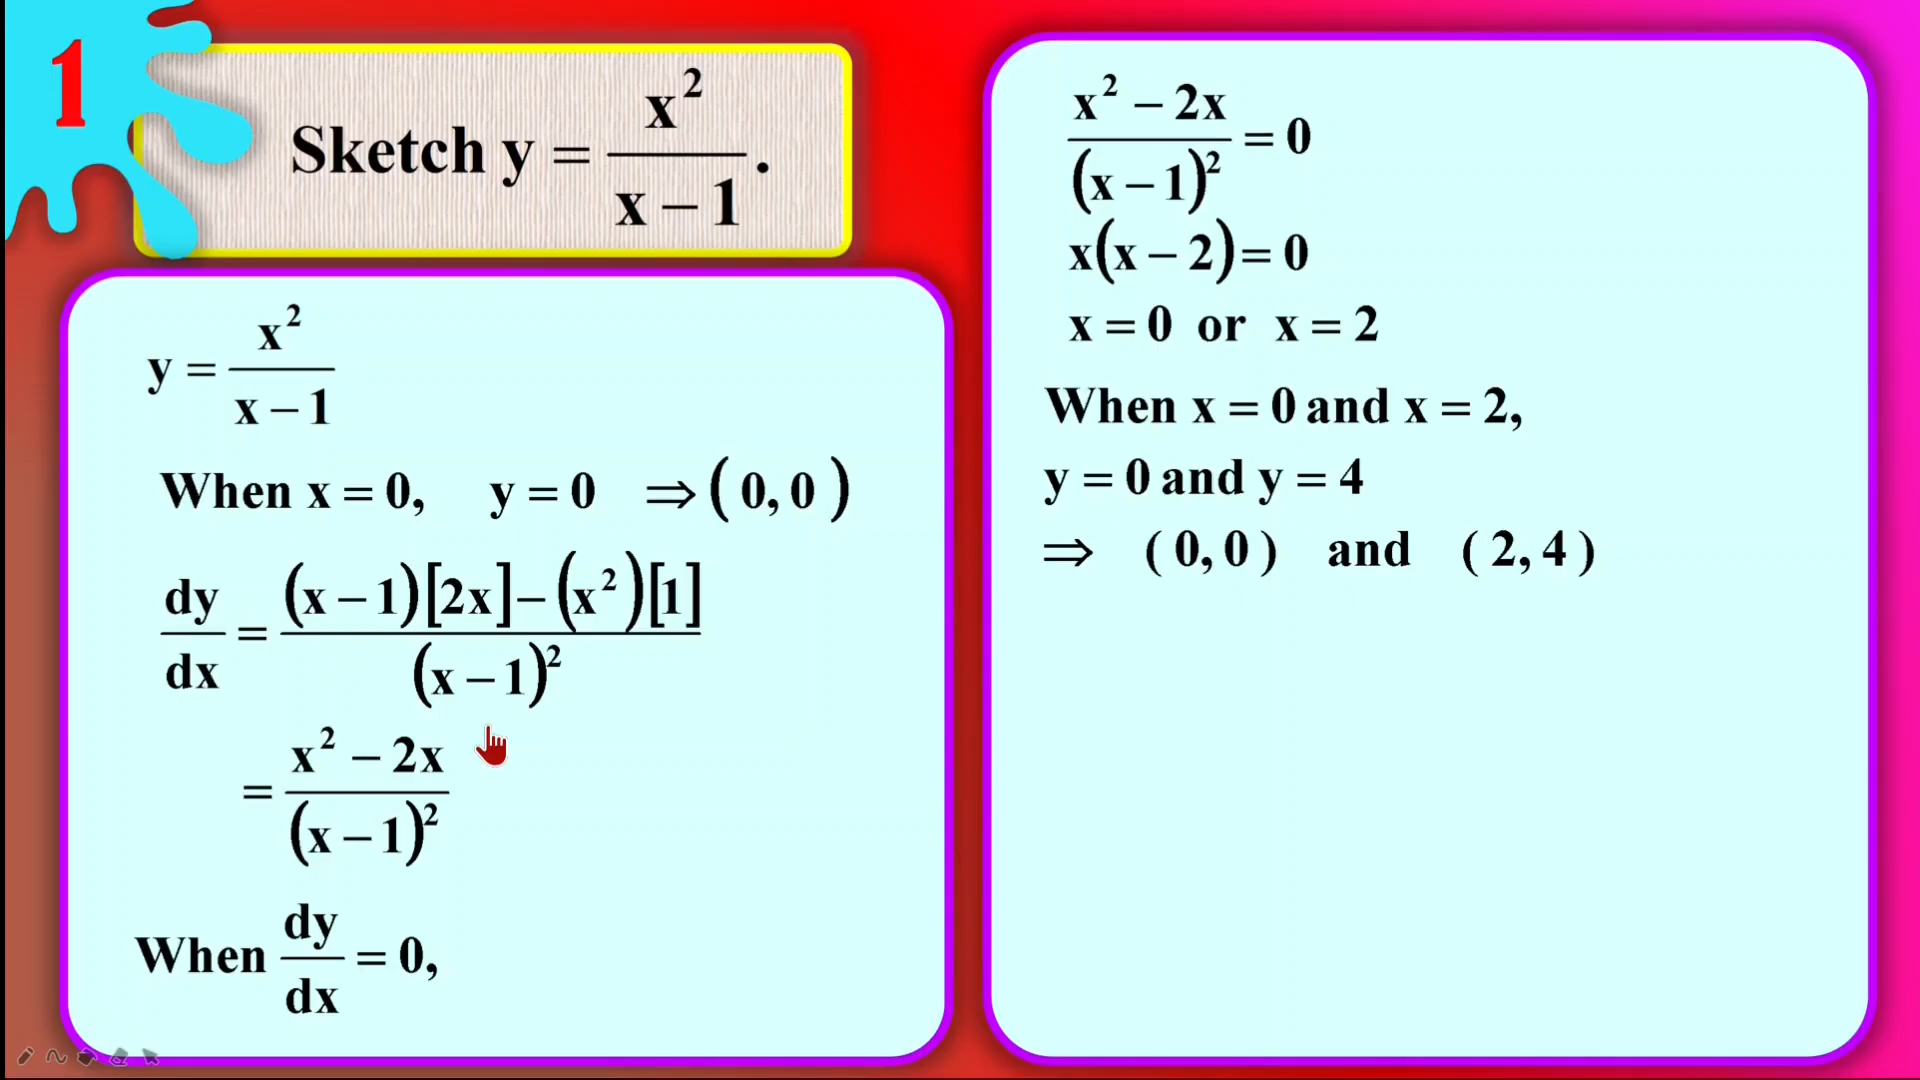 1
Sketch y = x² / (x − 1).
y = x² / (x − 1)
When x = 0, y = 0 ⇒ ( 0, 0 )
dy/dx = ((x − 1)[2x] − (x²)[1]) / (x − 1)²
= (x² − 2x) / (x − 1)²
When dy/dx = 0,
(x² − 2x) / (x − 1)² = 0
x(x − 2) = 0
x = 0 or x = 2
When x = 0 and x = 2,
y = 0 and y = 4
⇒ ( 0, 0 ) and ( 2, 4 )